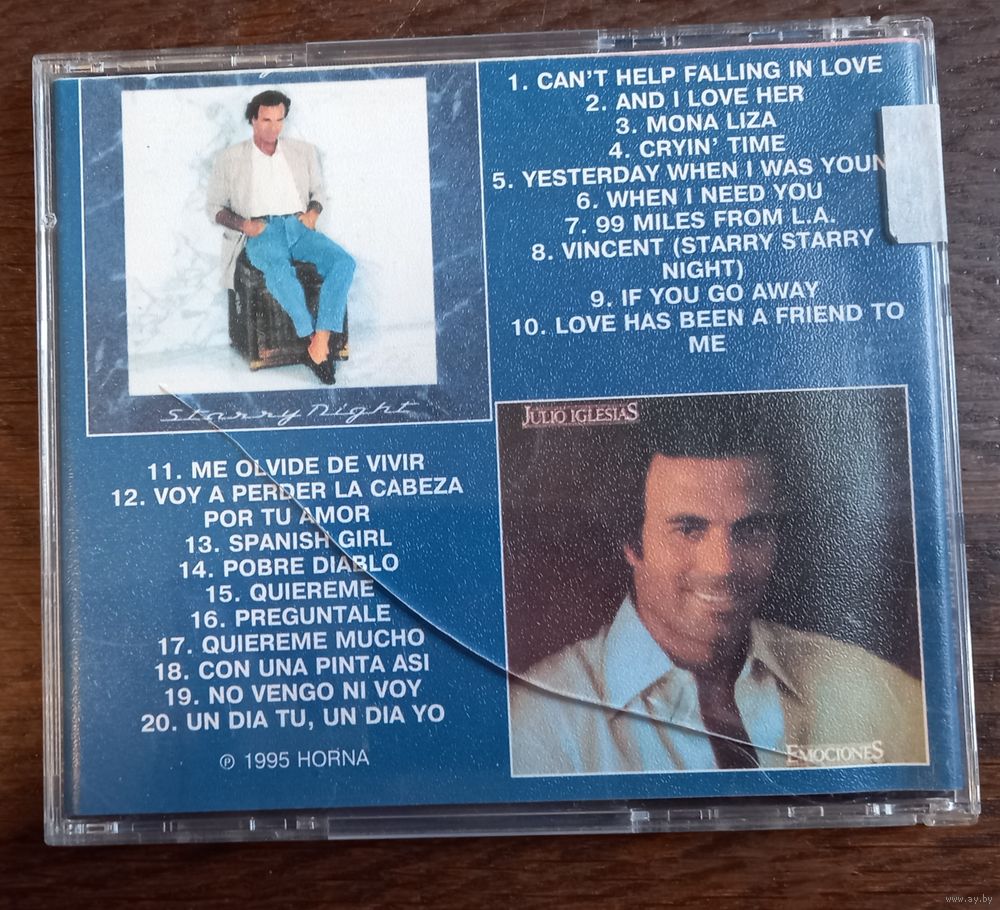 Starry Night
1. CAN'T HELP FALLING IN LOVE
2. AND I LOVE HER
3. MONA LIZA
4. CRYIN' TIME
5. YESTERDAY WHEN I WAS YOUN
6. WHEN I NEED YOU
7. 99 MILES FROM L.A.
8. VINCENT (STARRY STARRY
NIGHT)
9. IF YOU GO AWAY
10. LOVE HAS BEEN A FRIEND TO
ME
11. ME OLVIDE DE VIVIR
12. VOY A PERDER LA CABEZA
POR TU AMOR
13. SPANISH GIRL
14. POBRE DIABLO
15. QUIEREME
16. PREGUNTALE
17. QUIEREME MUCHO
18. CON UNA PINTA ASI
19. NO VENGO NI VOY
20. UN DIA TU, UN DIA YO
℗ 1995 HORNA
JULIO IGLESIAS
EMOCIONES
www.ay.by